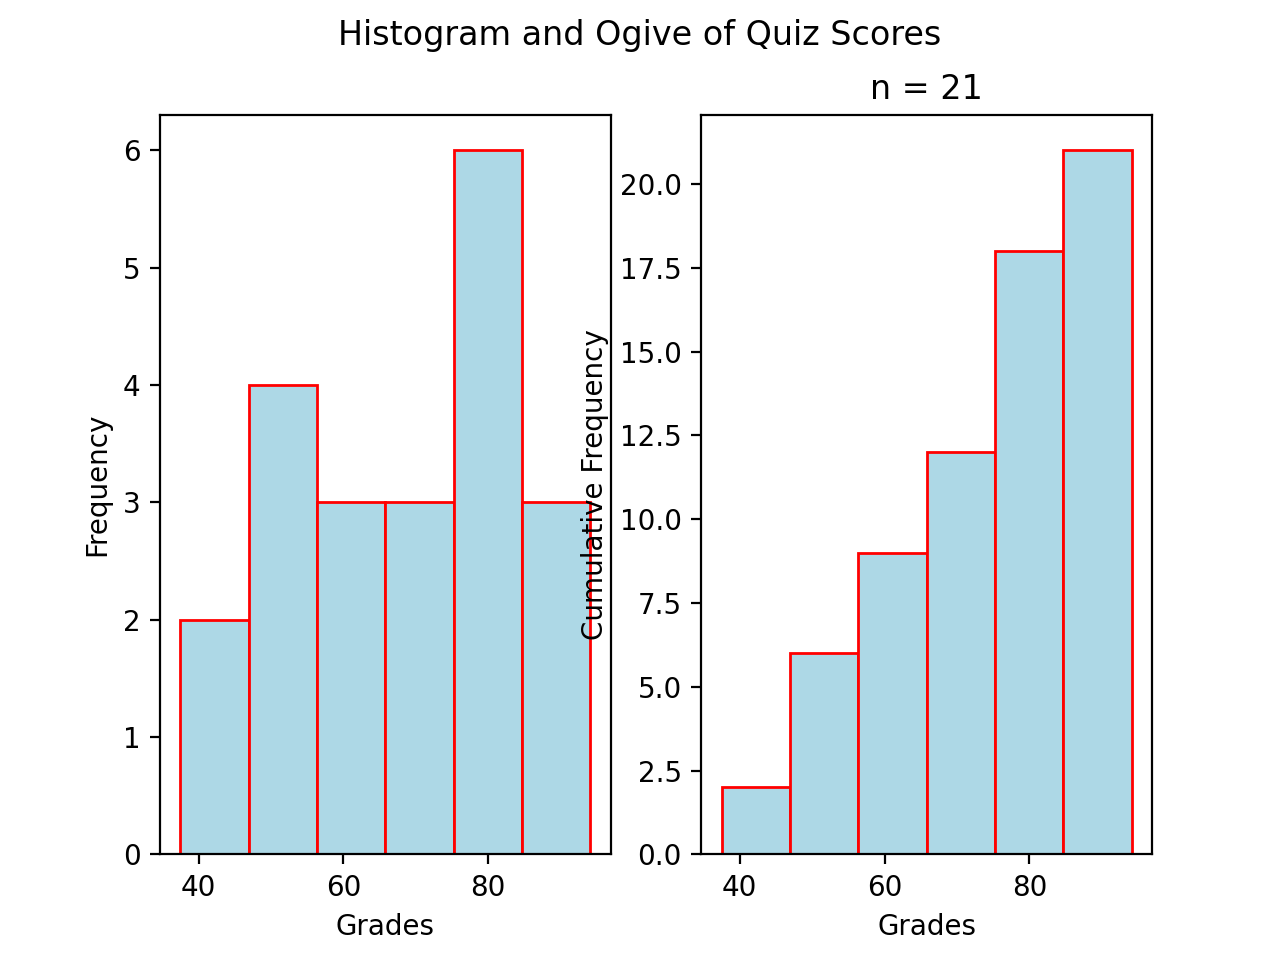 Histogram and Ogive of Quiz Scores
n = 21
Frequency
6
5
4
3
2
1
0
40 60 80
Grades
Cumulative Frequency
20.0
17.5
15.0
12.5
10.0
7.5
5.0
2.5
0.0
40 60 80
Grades